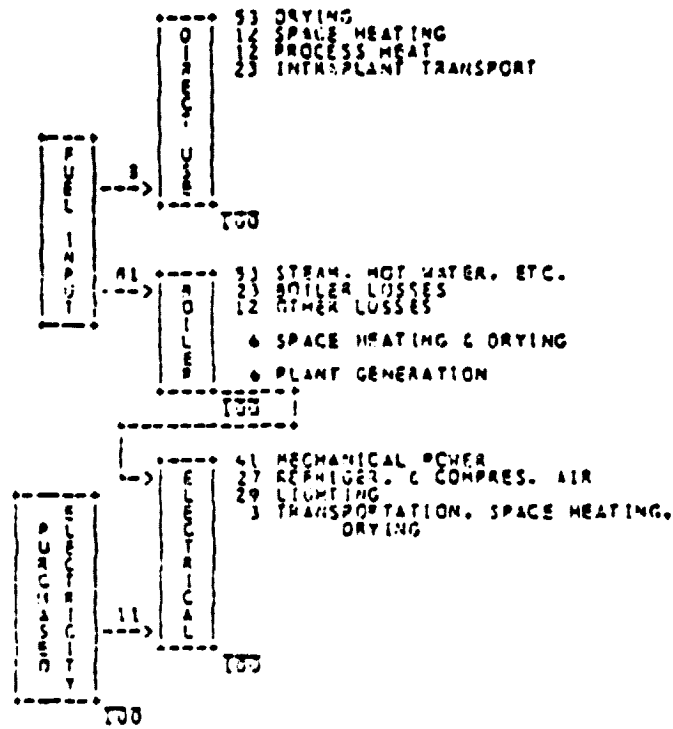 53 DRYING
12 SPACE HEATING
12 PROCESS HEAT
23 INTRAPLANT TRANSPORT
DIRECT USE
8
100
FUEL INPUT
81
BOILER
53 STEAM, HOT WATER, ETC.
23 BOILER LOSSES
12 OTHER LOSSES
6 SPACE HEATING & DRYING
6 PLANT GENERATION
100
ELECTRICAL
41 MECHANICAL POWER
27 REFRIGER. & COMPRES. AIR
29 LIGHTING
3 TRANSPORTATION, SPACE HEATING,
DRYING
PURCHASED
ELECTRICITY
11
100
100